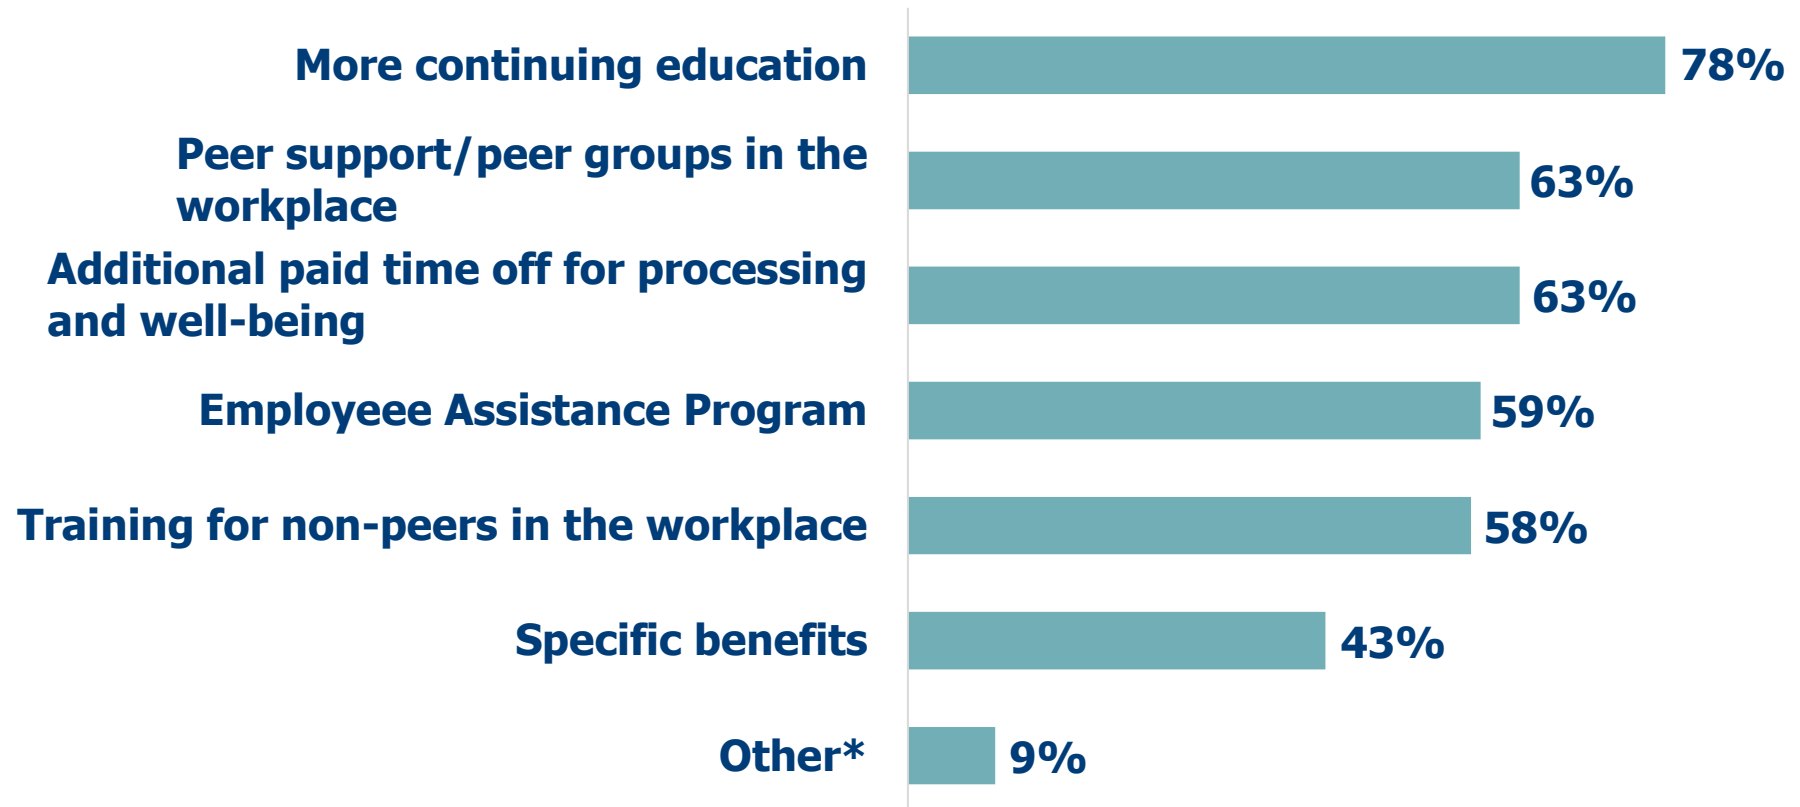 More continuing education
78%
Peer support/peer groups in the
workplace
63%
Additional paid time off for processing
and well-being
63%
Employeee Assistance Program
59%
Training for non-peers in the workplace
58%
Specific benefits
43%
Other*
9%